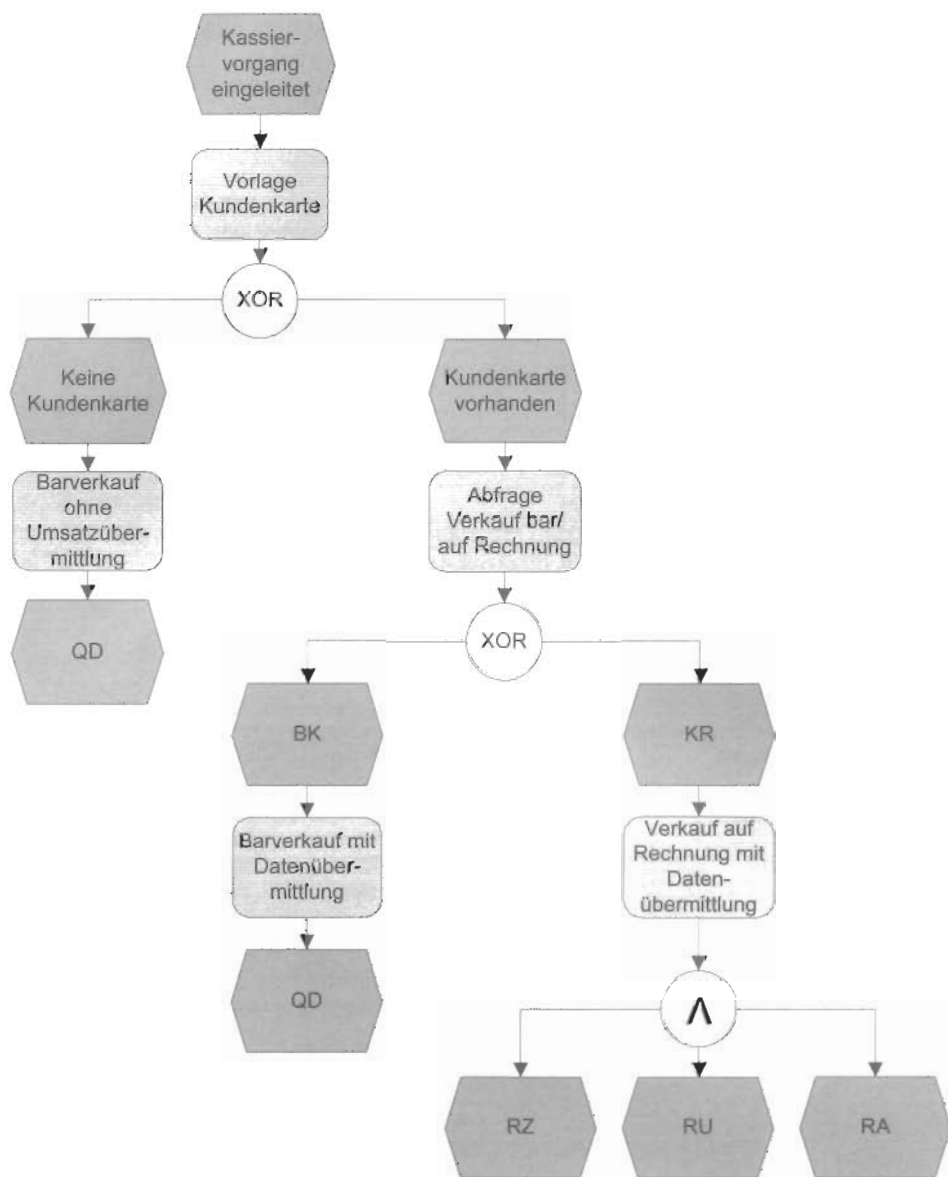 Kassier-
vorgang
eingeleitet
Vorlage
Kundenkarte
XOR
Keine
Kundenkarte
Kundenkarte
vorhanden
Barverkauf
ohne
Umsatzüber-
mittlung
Abfrage
Verkauf bar/
auf Rechnung
QD
XOR
BK
KR
Barverkauf mit
Datenüber-
mittlung
Verkauf auf
Rechnung mit
Daten-
übermittlung
QD
Λ
RZ
RU
RA